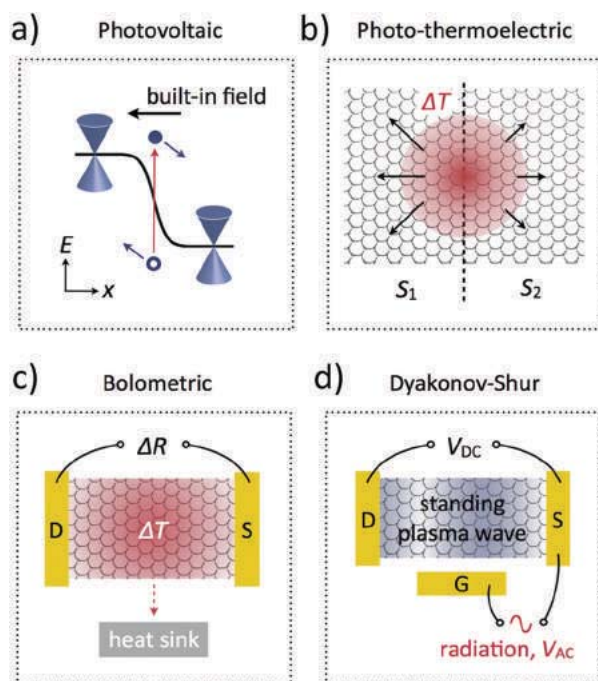 a) Photovoltaic
built-in field
E
x
b) Photo-thermoelectric
ΔT
S1
S2
c) Bolometric
ΔR
D
S
ΔT
heat sink
d) Dyakonov-Shur
VDC
D
S
standing
plasma wave
G
radiation, VAC